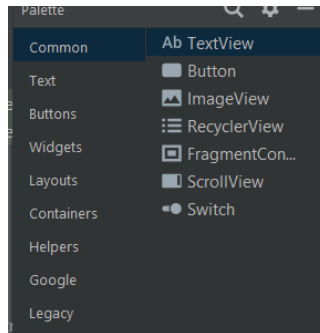 Palette
Common
Text
Buttons
Widgets
Layouts
Containers
Helpers
Google
Legacy
Ab TextView
Button
ImageView
RecyclerView
FragmentCon...
ScrollView
Switch